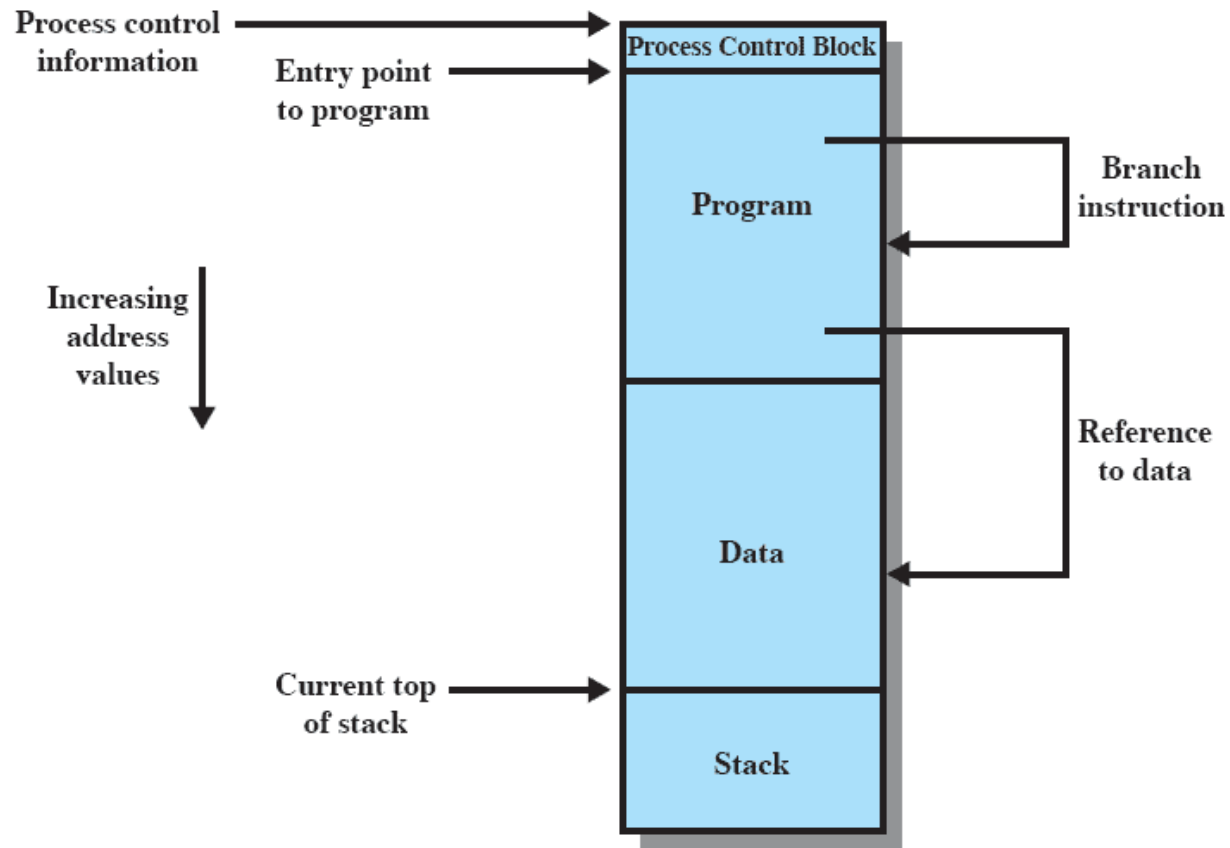 Process control
information
Process Control Block
Entry point
to program
Program
Branch
instruction
Increasing
address
values
Reference
to data
Data
Current top
of stack
Stack